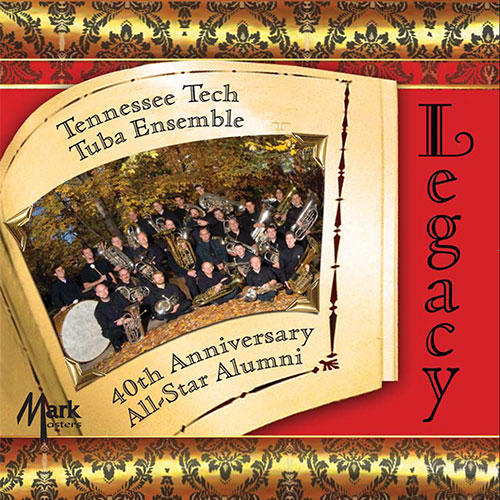 Tennessee Tech
Tuba Ensemble
Legacy
40th Anniversary
All-Star Alumni
Mark
Masters